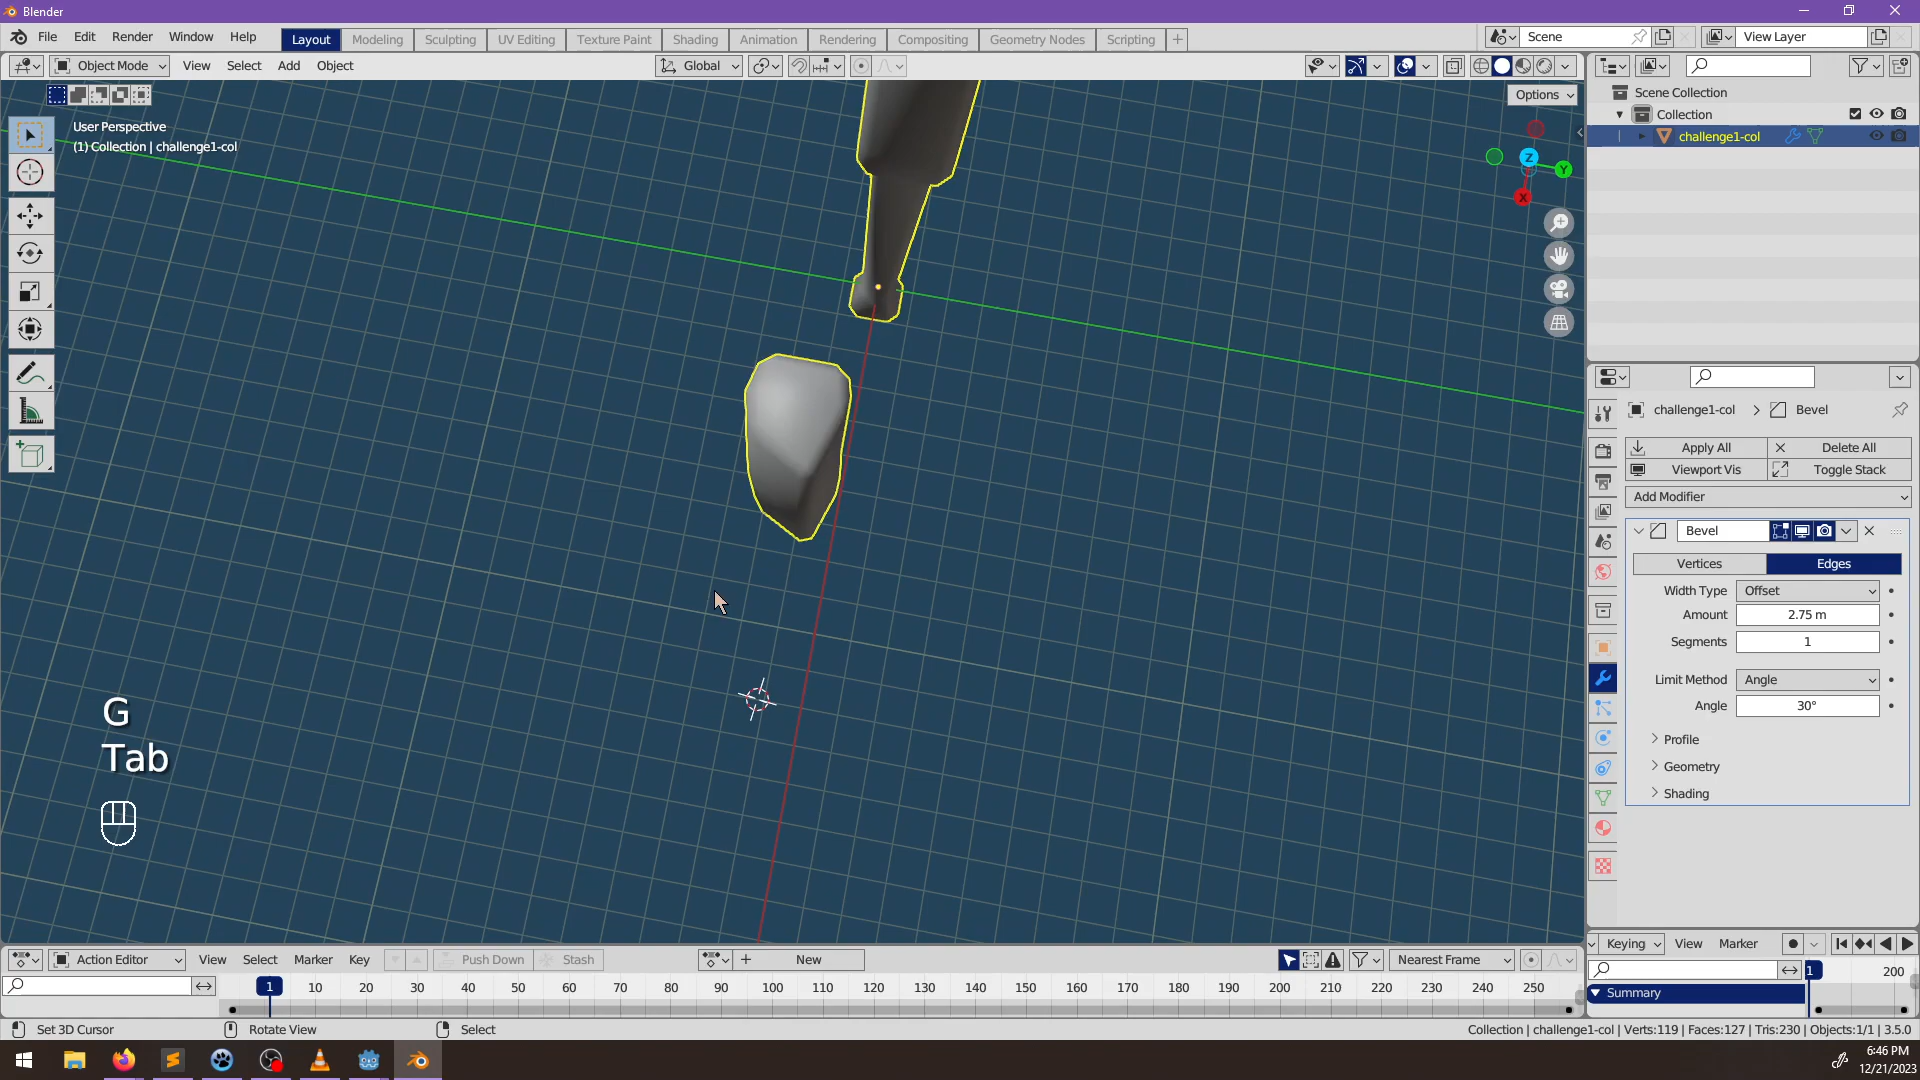 Blender
File Edit Render Window Help Layout Modeling Sculpting UV Editing Texture Paint Shading Animation Rendering Compositing Geometry Nodes Scripting + Scene View Layer
Object Mode View Select Add Object Global
Options
User Perspective
(1) Collection | challenge1-col
Z
Y
X
G
Tab
Scene Collection
Collection
challenge1-col
challenge1-col > Bevel
Apply All Delete All
Viewport Vis Toggle Stack
Add Modifier
Bevel
Vertices Edges
Width Type Offset
Amount 2.75 m
Segments 1
Limit Method Angle
Angle 30°
Profile
Geometry
Shading
Action Editor View Select Marker Key Push Down Stash New Nearest Frame
Keying View Marker
1 10 20 30 40 50 60 70 80 90 100 110 120 130 140 150 160 170 180 190 200 210 220 230 240 250
1 200
Summary
Set 3D Cursor Rotate View Select
Collection | challenge1-col | Verts:119 | Faces:127 | Tris:230 | Objects:1/1 | 3.5.0
6:46 PM
12/21/2023